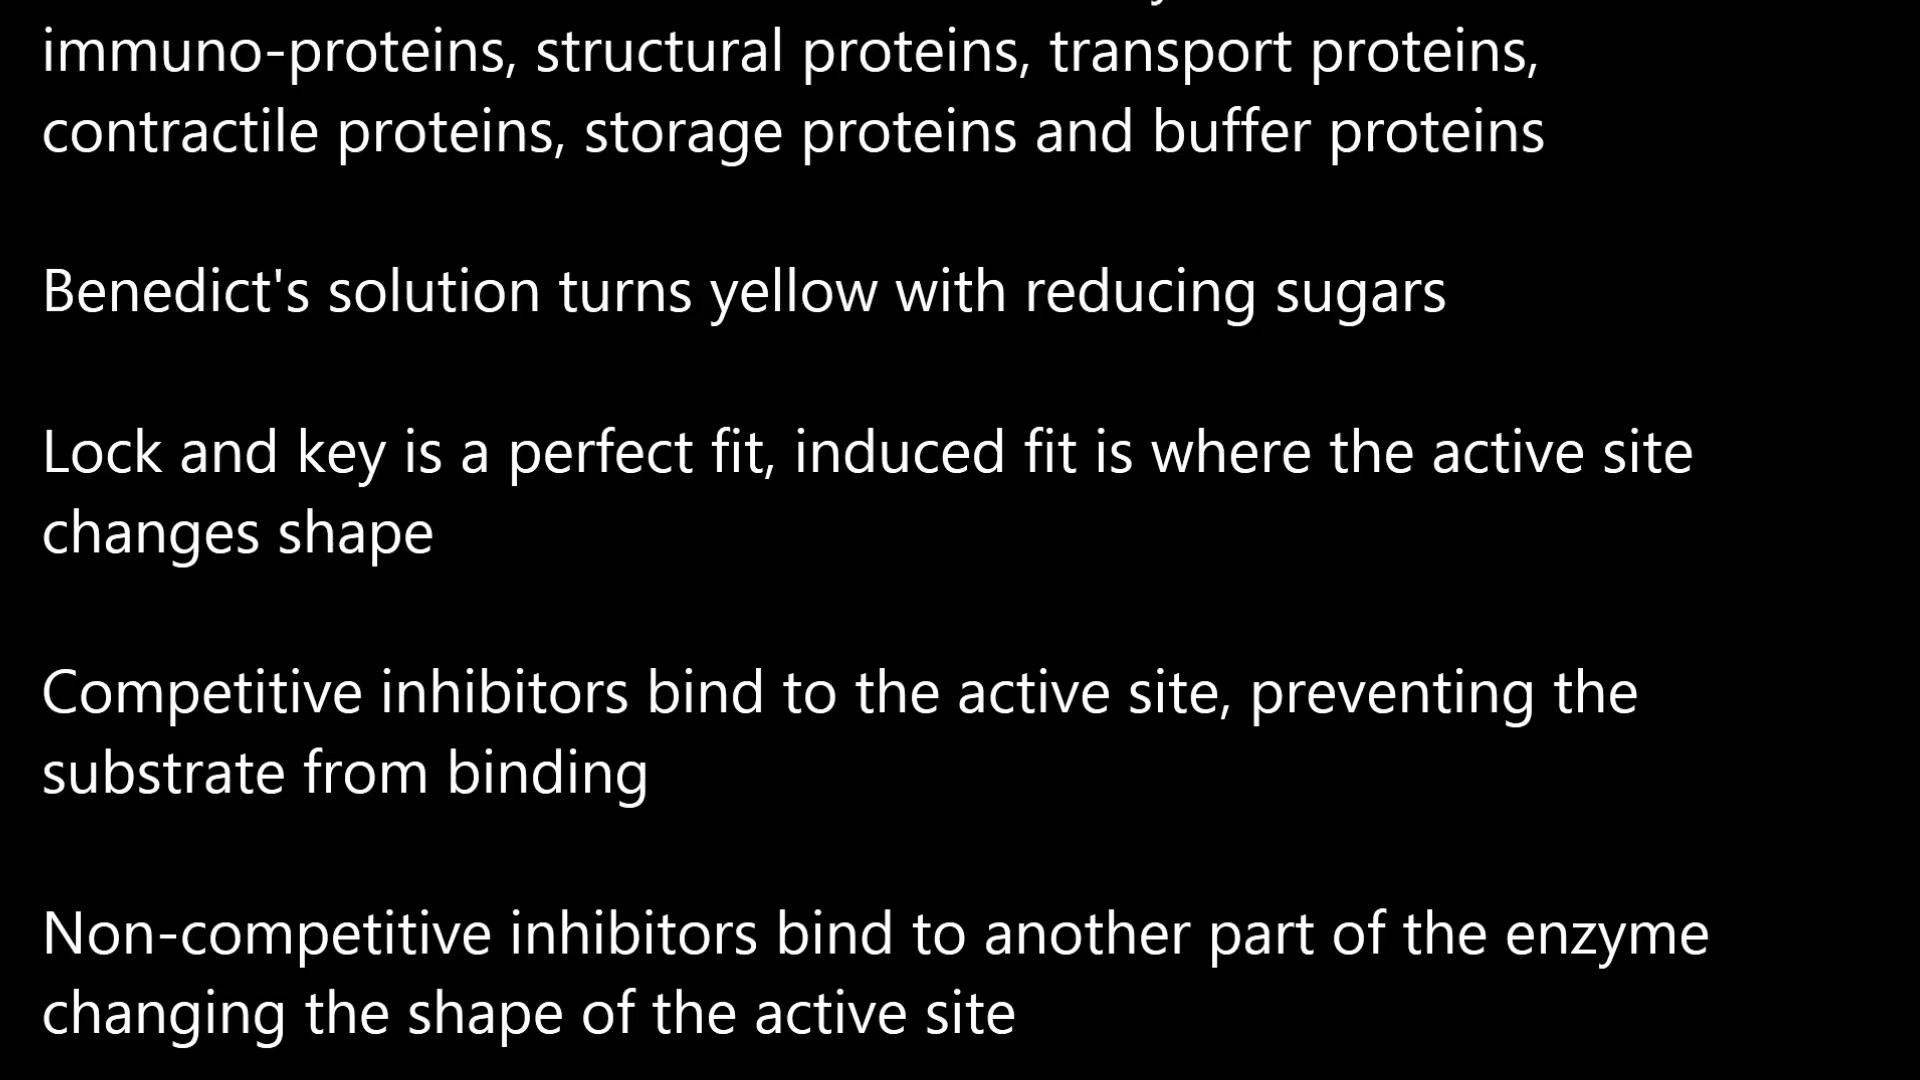 immuno-proteins, structural proteins, transport proteins,
contractile proteins, storage proteins and buffer proteins
Benedict's solution turns yellow with reducing sugars
Lock and key is a perfect fit, induced fit is where the active site
changes shape
Competitive inhibitors bind to the active site, preventing the
substrate from binding
Non-competitive inhibitors bind to another part of the enzyme
changing the shape of the active site